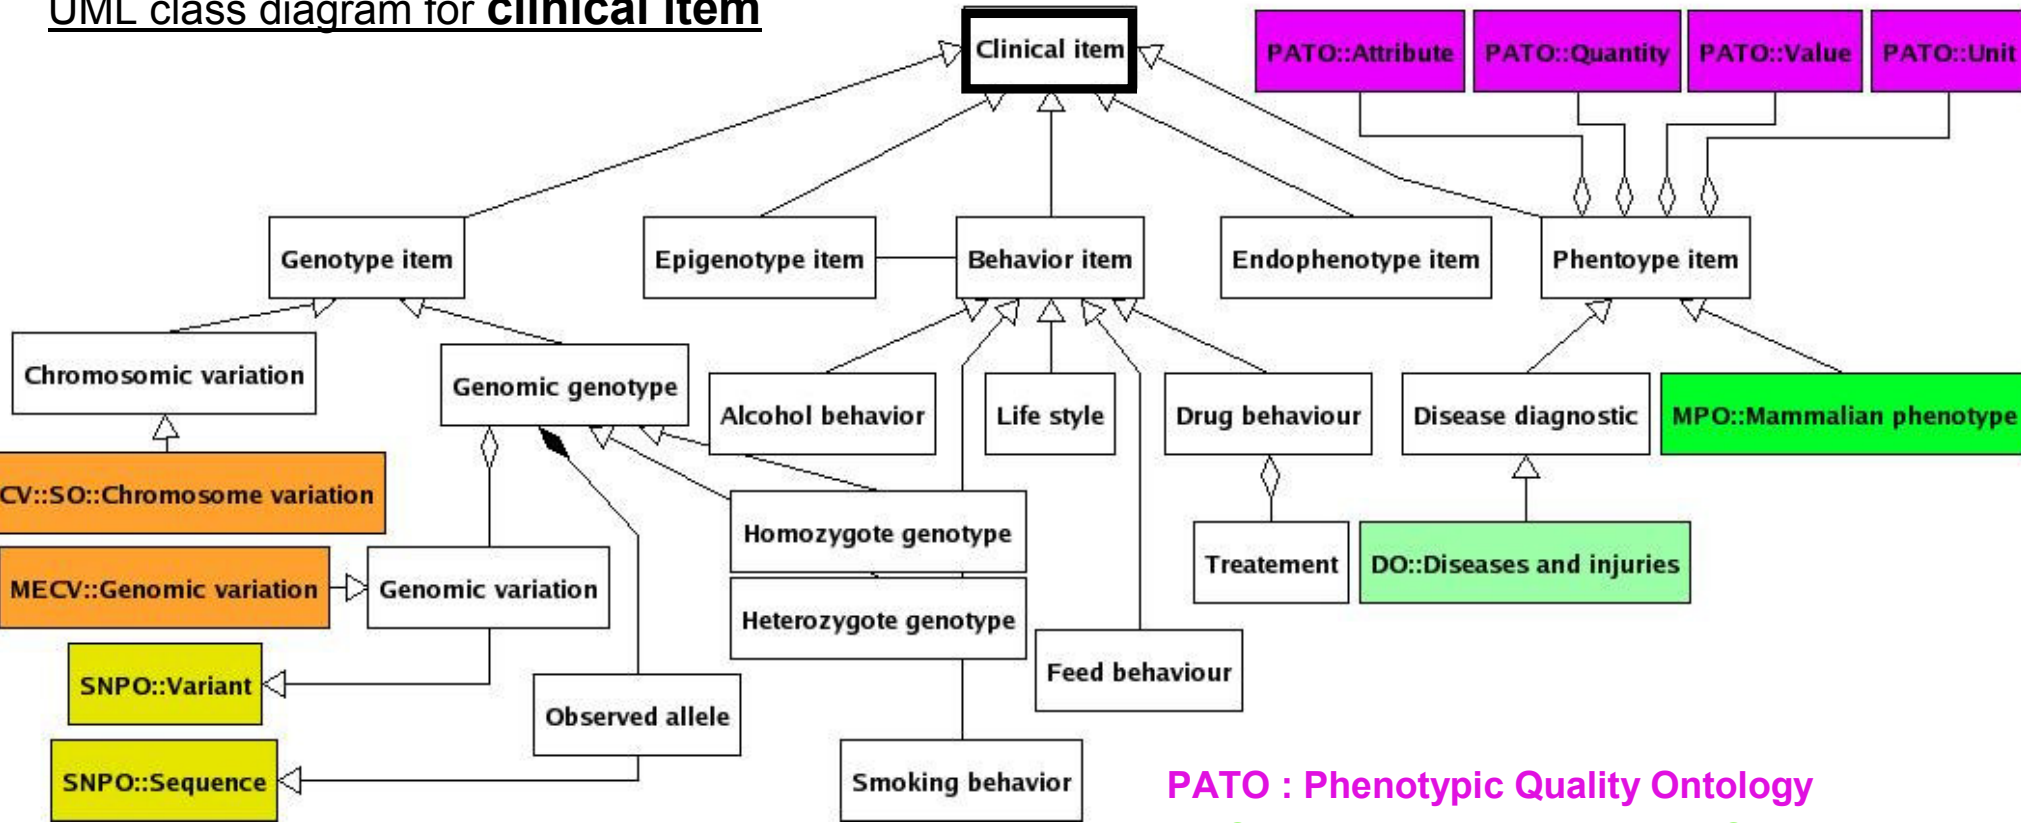 UML class diagram for clinical item
Clinical item
PATO::Attribute
PATO::Quantity
PATO::Value
PATO::Unit
Genotype item
Epigenotype item
Behavior item
Endophenotype item
Phentoype item
Chromosomic variation
Genomic genotype
Alcohol behavior
Life style
Drug behaviour
Disease diagnostic
MPO::Mammalian phenotype
CV::SO::Chromosome variation
Homozygote genotype
Treatement
DO::Diseases and injuries
MECV::Genomic variation
Genomic variation
Heterozygote genotype
SNPO::Variant
Observed allele
Feed behaviour
SNPO::Sequence
Smoking behavior
PATO : Phenotypic Quality Ontology